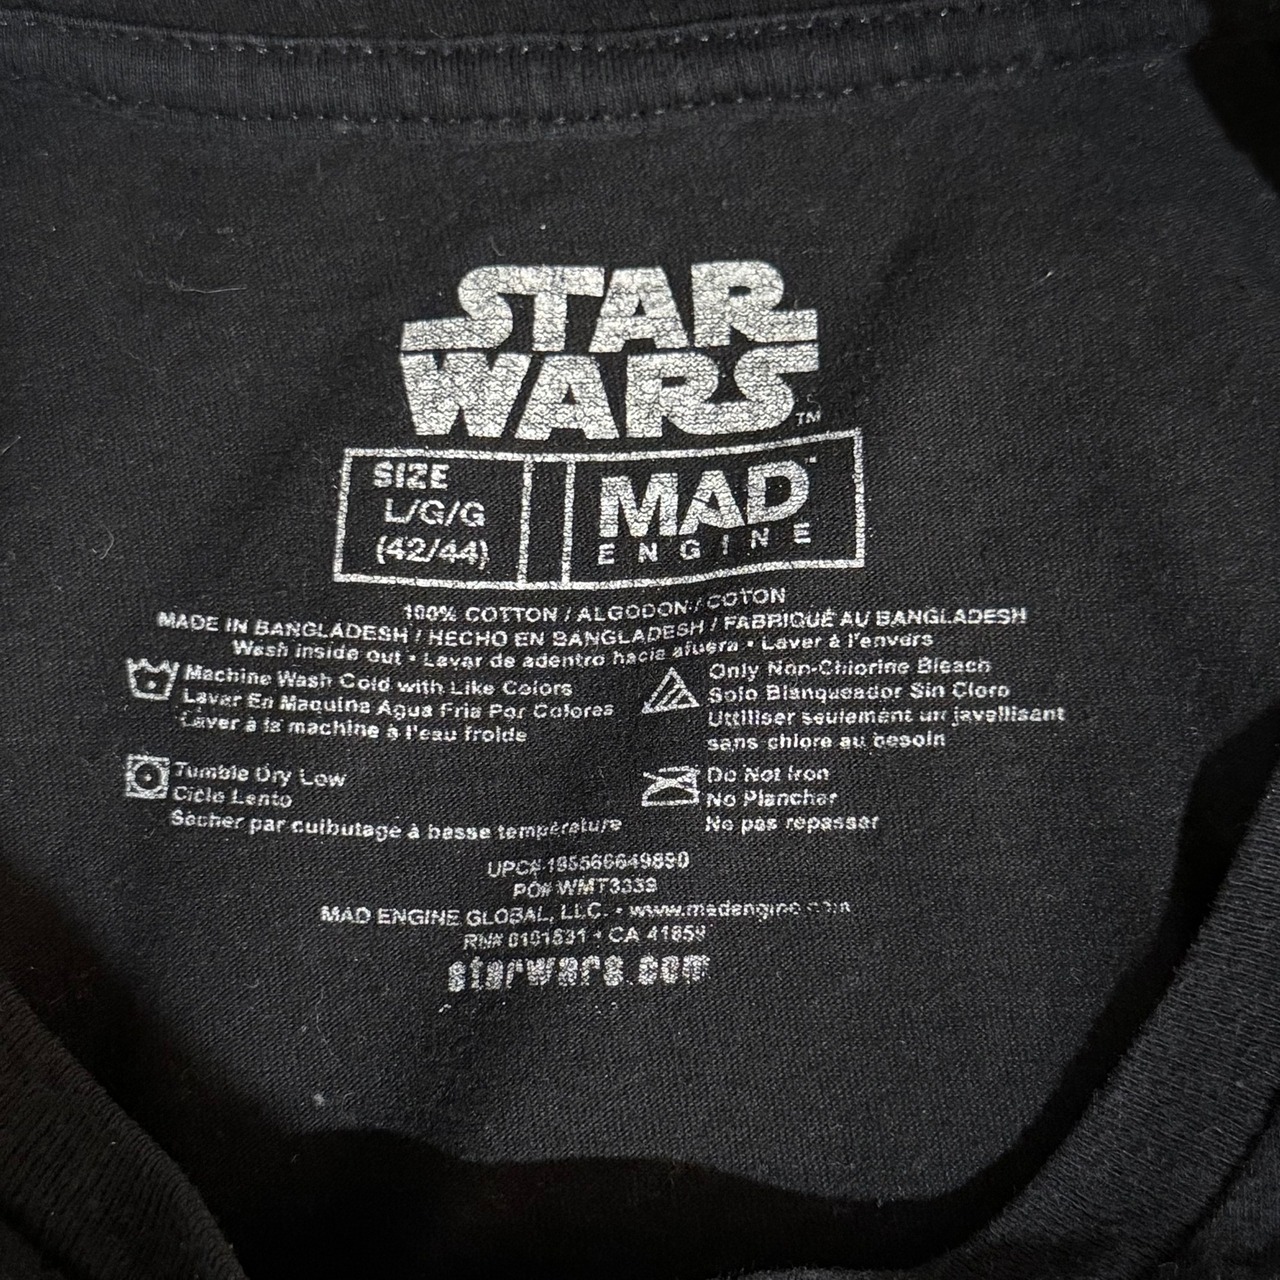 STAR
WARS
TM
SIZE
L/G/G
(42/44)
MAD
ENGINE
100% COTTON / ALGODON / COTON
MADE IN BANGLADESH / HECHO EN BANGLADESH / FABRIQUÉ AU BANGLADESH
Wash inside out • Lavar de adentro hacia afuera • Laver à l'envers
Machine Wash Cold with Like Colors
Lavar En Maquina Agua Fria Por Colores
Laver à la machine à l'eau froide
Only Non-Chlorine Bleach
Solo Blanqueador Sin Cloro
Uttiliser seulement un javellisant
sans chlore au besoin
Tumble Dry Low
Ciclo Lento
Sécher par culbutage à basse température
Do Not Iron
No Planchar
Ne pas repasser
UPC#
PO# WMT3339
MAD ENGINE GLOBAL, LLC. • www.madengine.com
RN# 0101831 • CA 41859
starwars.com